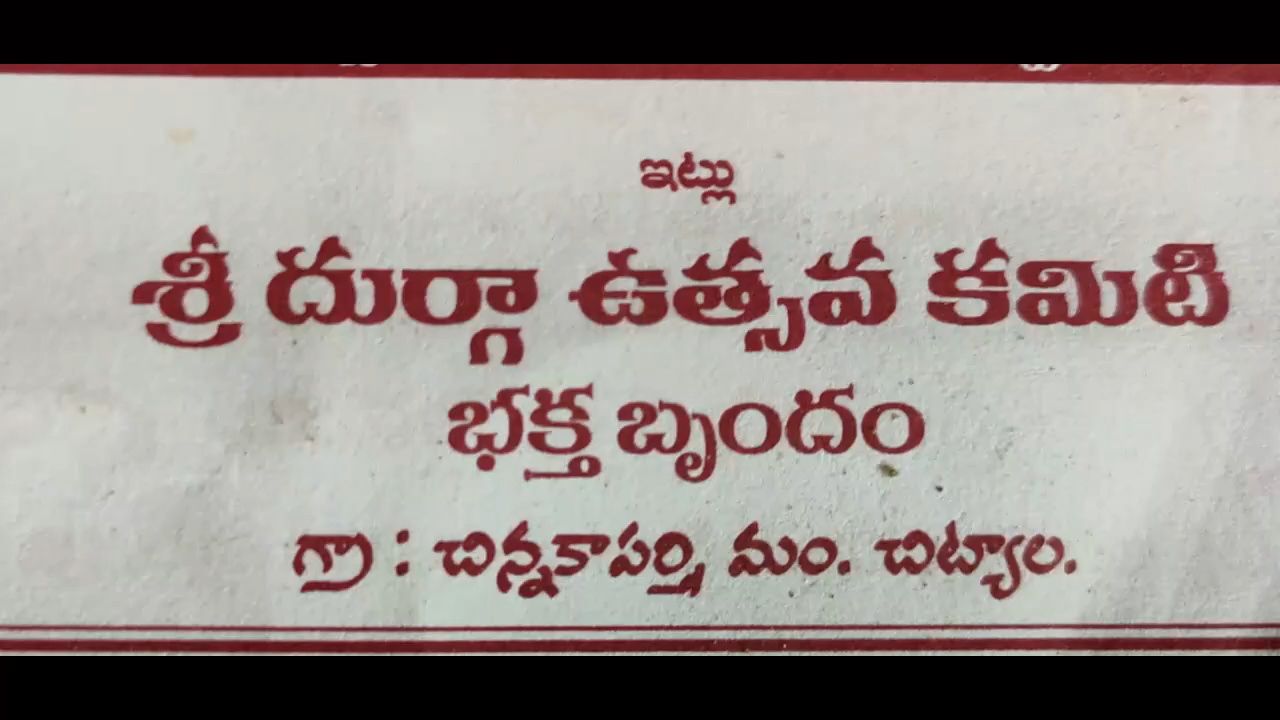 ఇట్లు
శ్రీ దుర్గా ఉత్సవ కమిటి
భక్త బృందం
గ్రా : చిన్నకాపర్తి, మం. చిట్యాల.